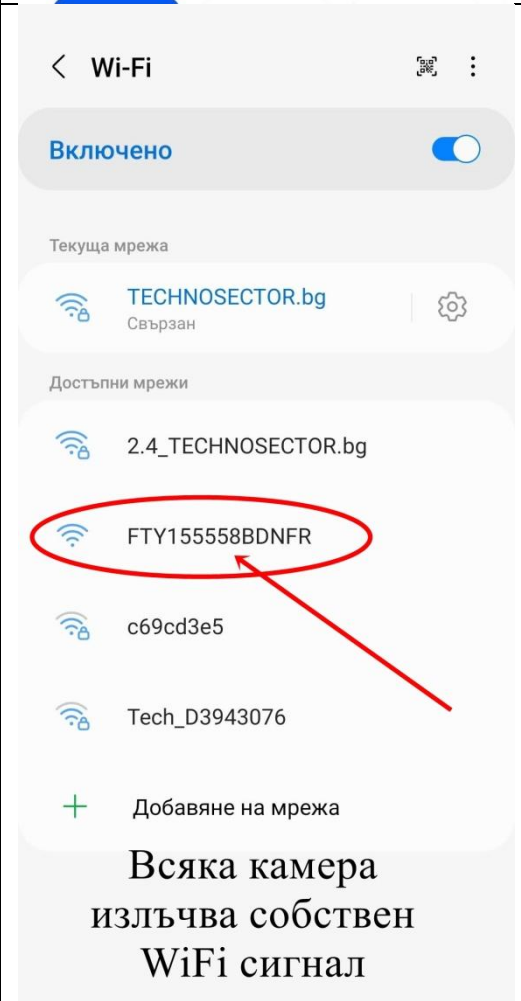 Wi-Fi
Включено
Текуща мрежа
TECHNOSECTOR.bg
Свързан
Достъпни мрежи
2.4_TECHNOSECTOR.bg
FTY155558BDNFR
c69cd3e5
Tech_D3943076
Добавяне на мрежа
Всяка камера
излъчва собствен
WiFi сигнал